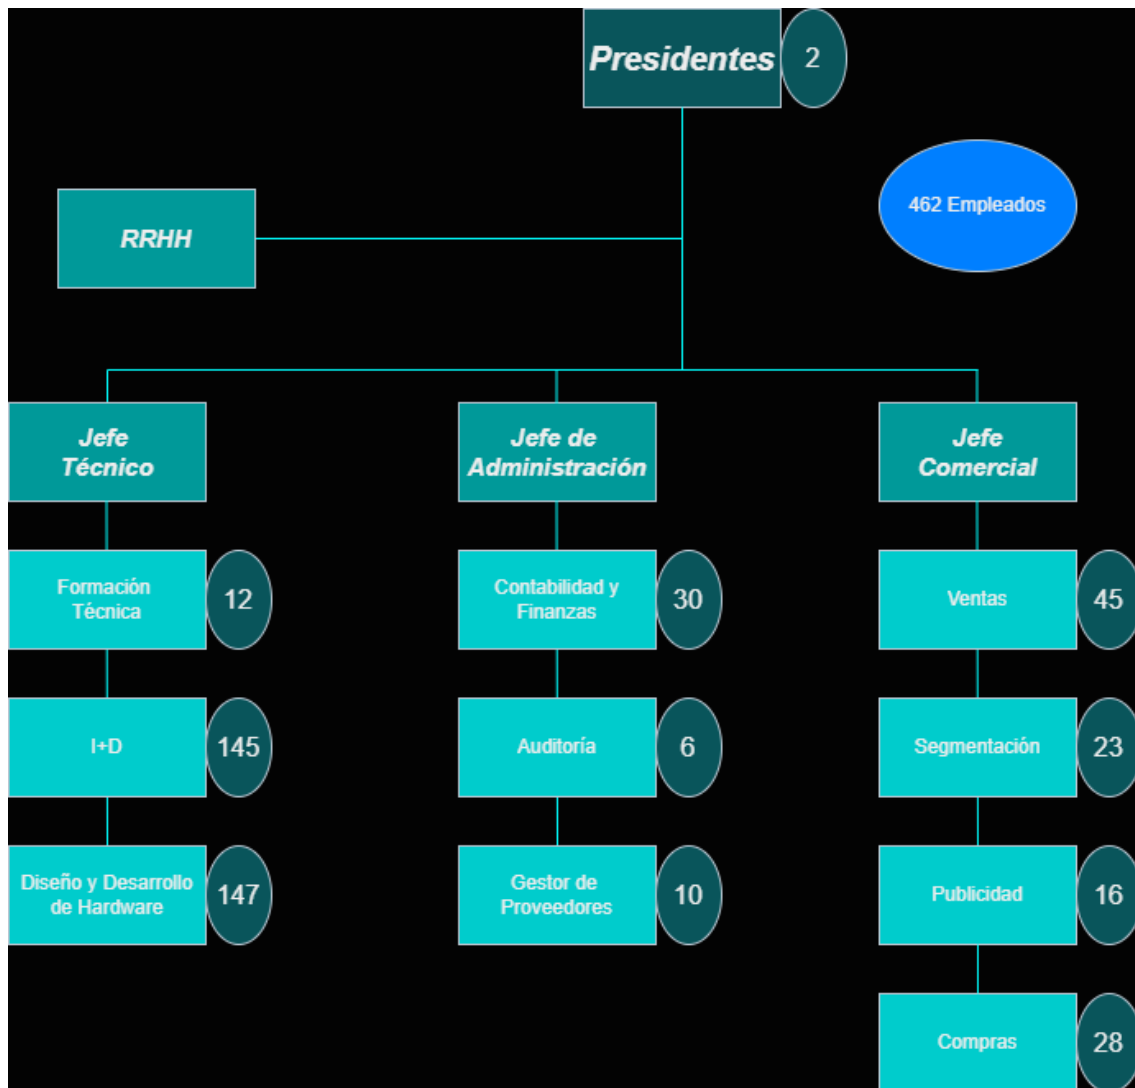 Presidentes
2
462 Empleados
RRHH
Jefe
Técnico
Jefe de
Administración
Jefe
Comercial
Formación
Técnica
12
Contabilidad y
Finanzas
30
Ventas
45
I+D
145
Auditoría
6
Segmentación
23
Diseño y Desarrollo
de Hardware
147
Gestor de
Proveedores
10
Publicidad
16
Compras
28